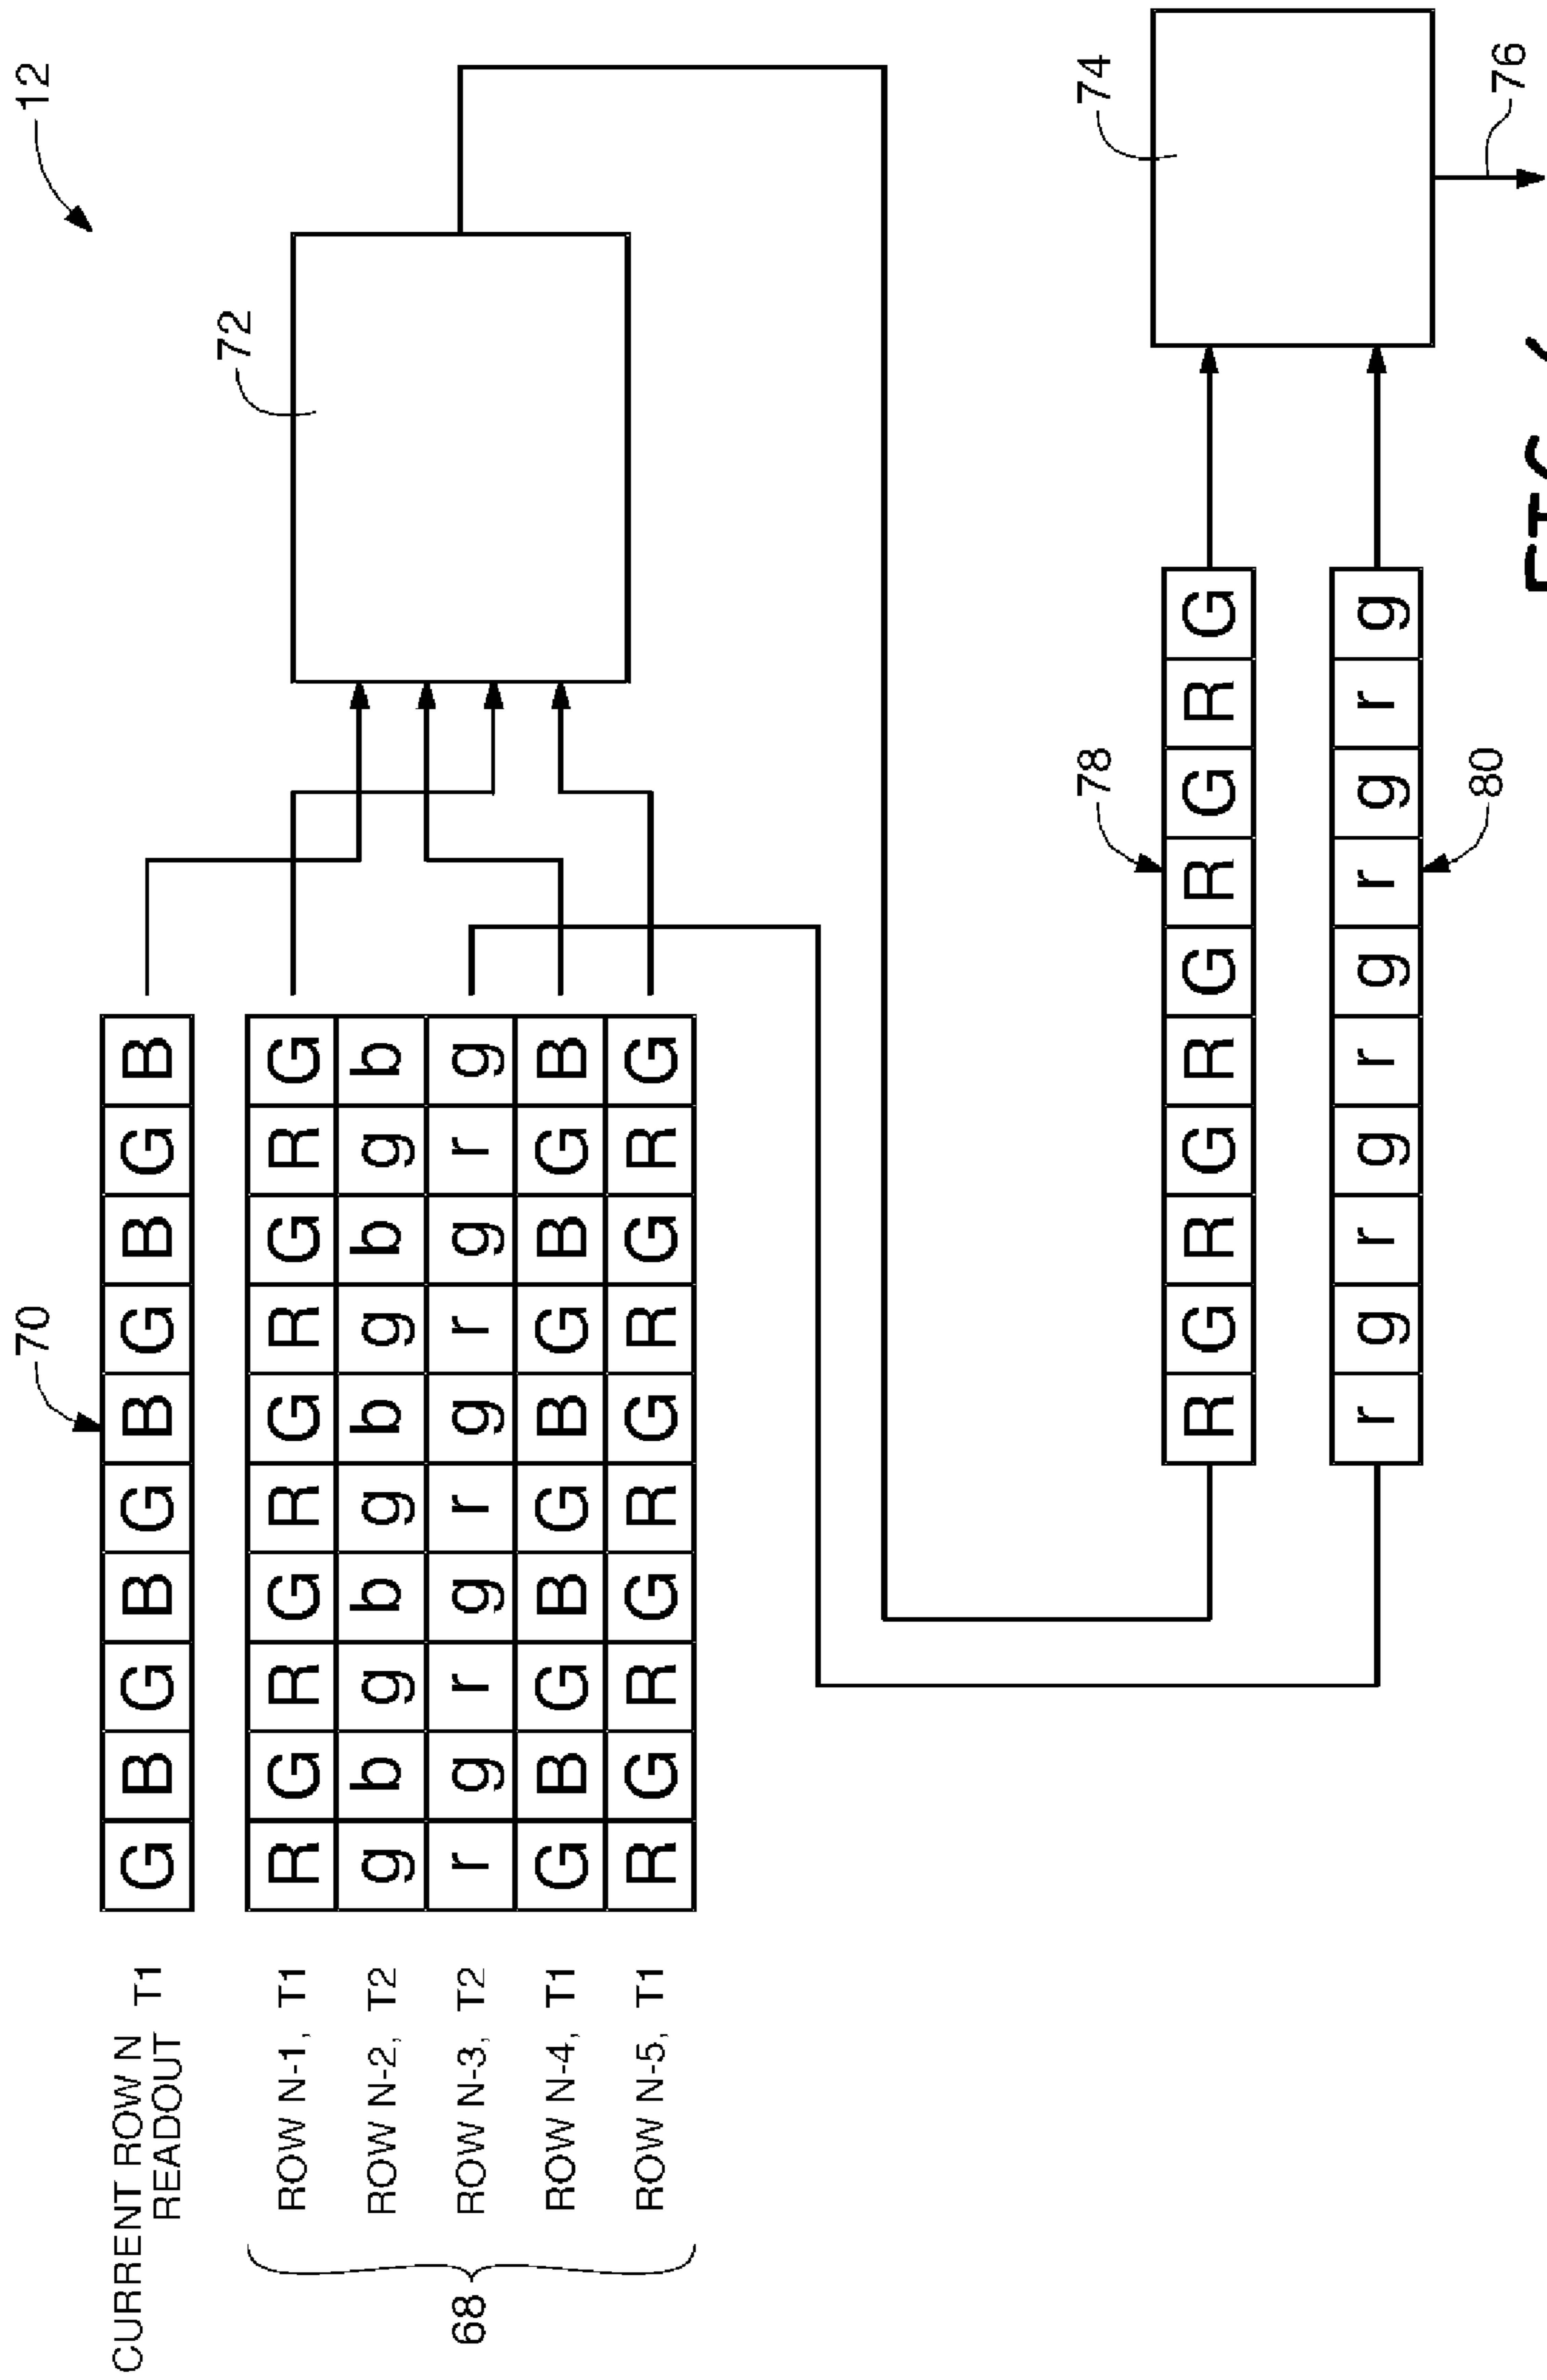 12
70
CURRENT ROW N
READOUT
T1
G B G B G B G B G B
72
ROW N-1, T1 R G R G R G R G R G
ROW N-2, T2 g b g b g b g b g b
68
ROW N-3, T2 r g r g r g r g r g
ROW N-4, T1 G B G B G B G B G B
ROW N-5, T1 R G R G R G R G R G
78
74
R G R G R G R G R G
r g r g r g r g r g
80
76